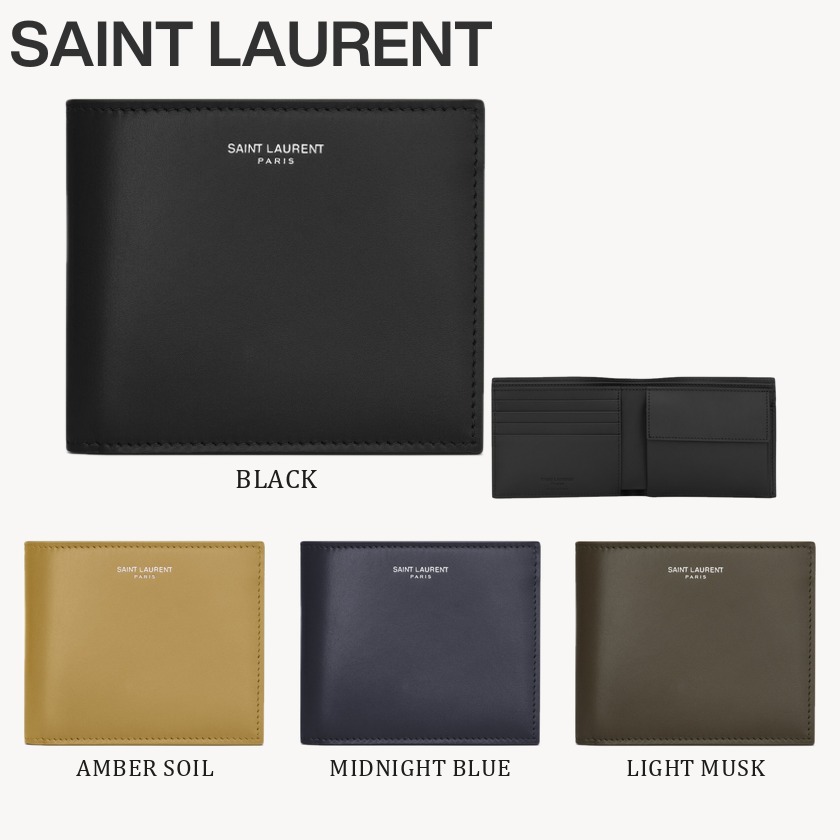 SAINT LAURENT
SAINT LAURENT
PARIS
BLACK
SAINT LAURENT
PARIS
SAINT LAURENT
PARIS
SAINT LAURENT
PARIS
AMBER SOIL
MIDNIGHT BLUE
LIGHT MUSK